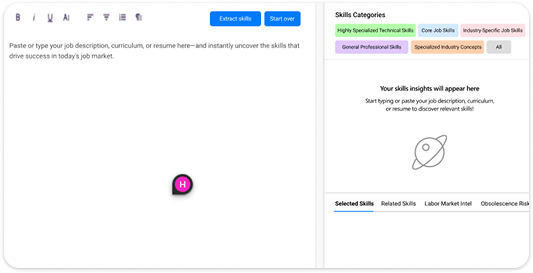 B i U A
Extract skills Start over
Paste or type your job description, curriculum, or resume here—and instantly uncover the skills that
drive success in today's job market.
H
Skills Categories
Highly Specialized Technical Skills Core Job Skills Industry-Specific Job Skills
General Professional Skills Specialized Industry Concepts All
Your skills insights will appear here
Start typing or paste your job description, curriculum,
or resume to discover relevant skills!
Selected Skills Related Skills Labor Market Intel Obsolescence Risk